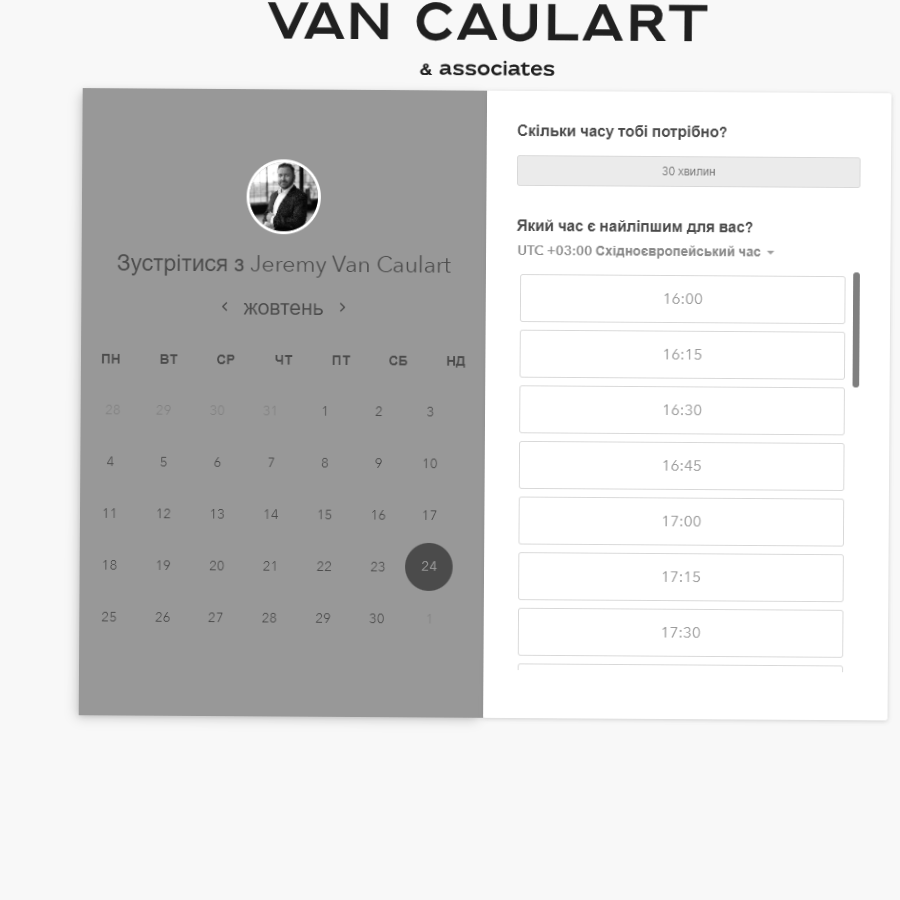 VAN CAULART
& associates
Зустрітися з Jeremy Van Caulart
жовтень
ПН ВТ СР ЧТ ПТ СБ НД
28 29 30 31 1 2 3
4 5 6 7 8 9 10
11 12 13 14 15 16 17
18 19 20 21 22 23 24
25 26 27 28 29 30 1
Скільки часу тобі потрібно?
30 хвилин
Який час є найліпшим для вас?
UTC +03:00 Східноєвропейський час
16:00
16:15
16:30
16:45
17:00
17:15
17:30